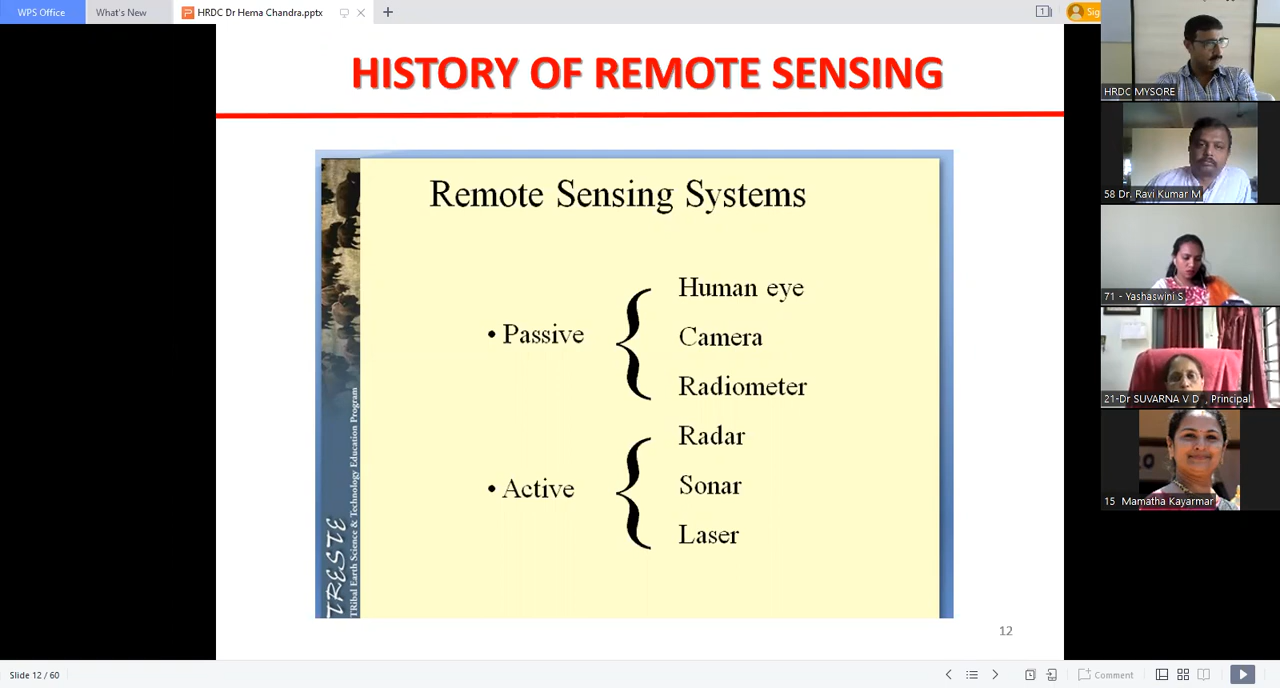 WPS Office
What's New
HRDC Dr Hema Chandra.pptx
1
Sig
HISTORY OF REMOTE SENSING
Remote Sensing Systems
• Passive
Human eye
Camera
Radiometer
• Active
Radar
Sonar
Laser
TRESTE
TRibal Earth Science & Technology Education Program
12
HRDC MYSORE
58 Dr. Ravi Kumar M
71 - Yashaswini S
21-Dr SUVARNA V D , Principal
15 Mamatha Kayarmar
Slide 12 / 60
Comment